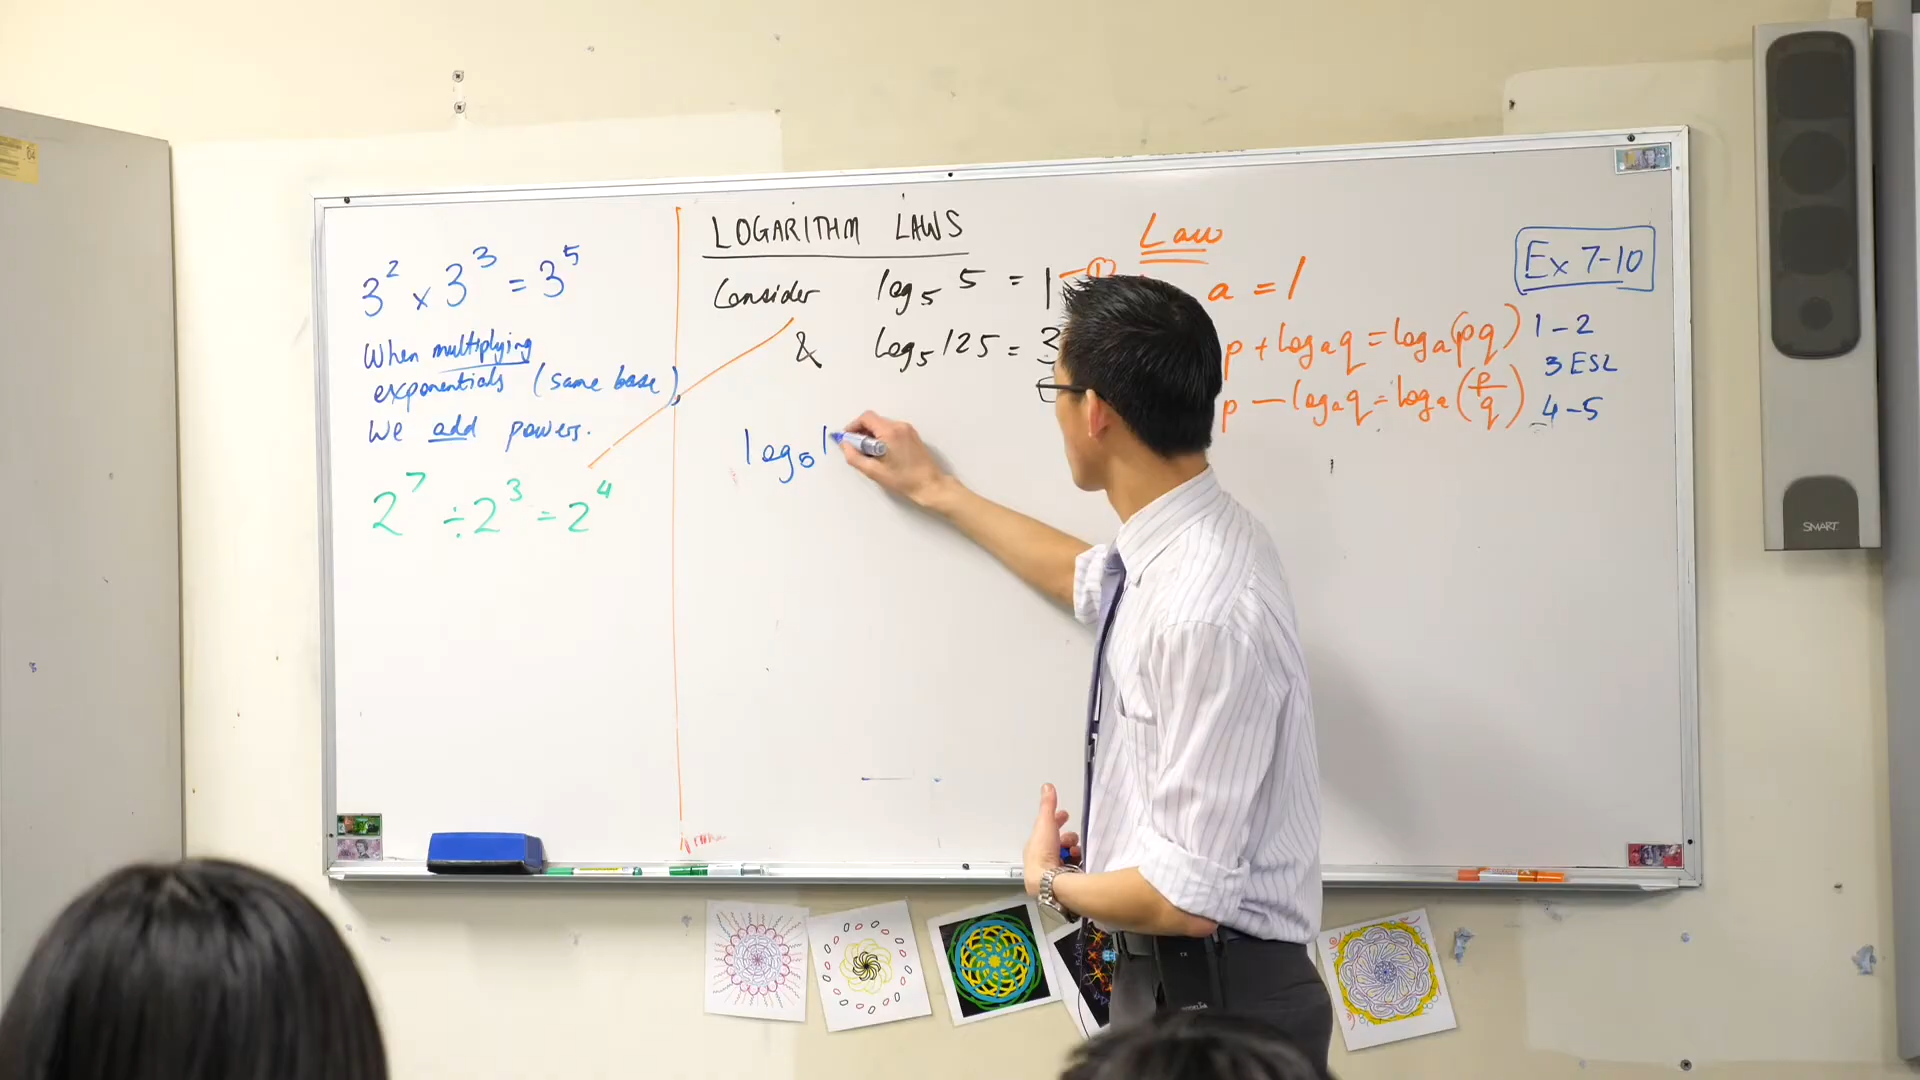 3² × 3³ = 3⁵
When multiplying
exponentials (same base),
We add powers.
2⁷ ÷ 2³ = 2⁴
LOGARITHM LAWS
Consider log₅ 5 = 1
& log₅ 125 = 3
log₅ 1
Law
①
a = 1
p + logₐq = logₐ(pq)
p − logₐq = logₐ(p/q)
Ex 7-10
1 – 2
3 ESL
4 – 5
SMART